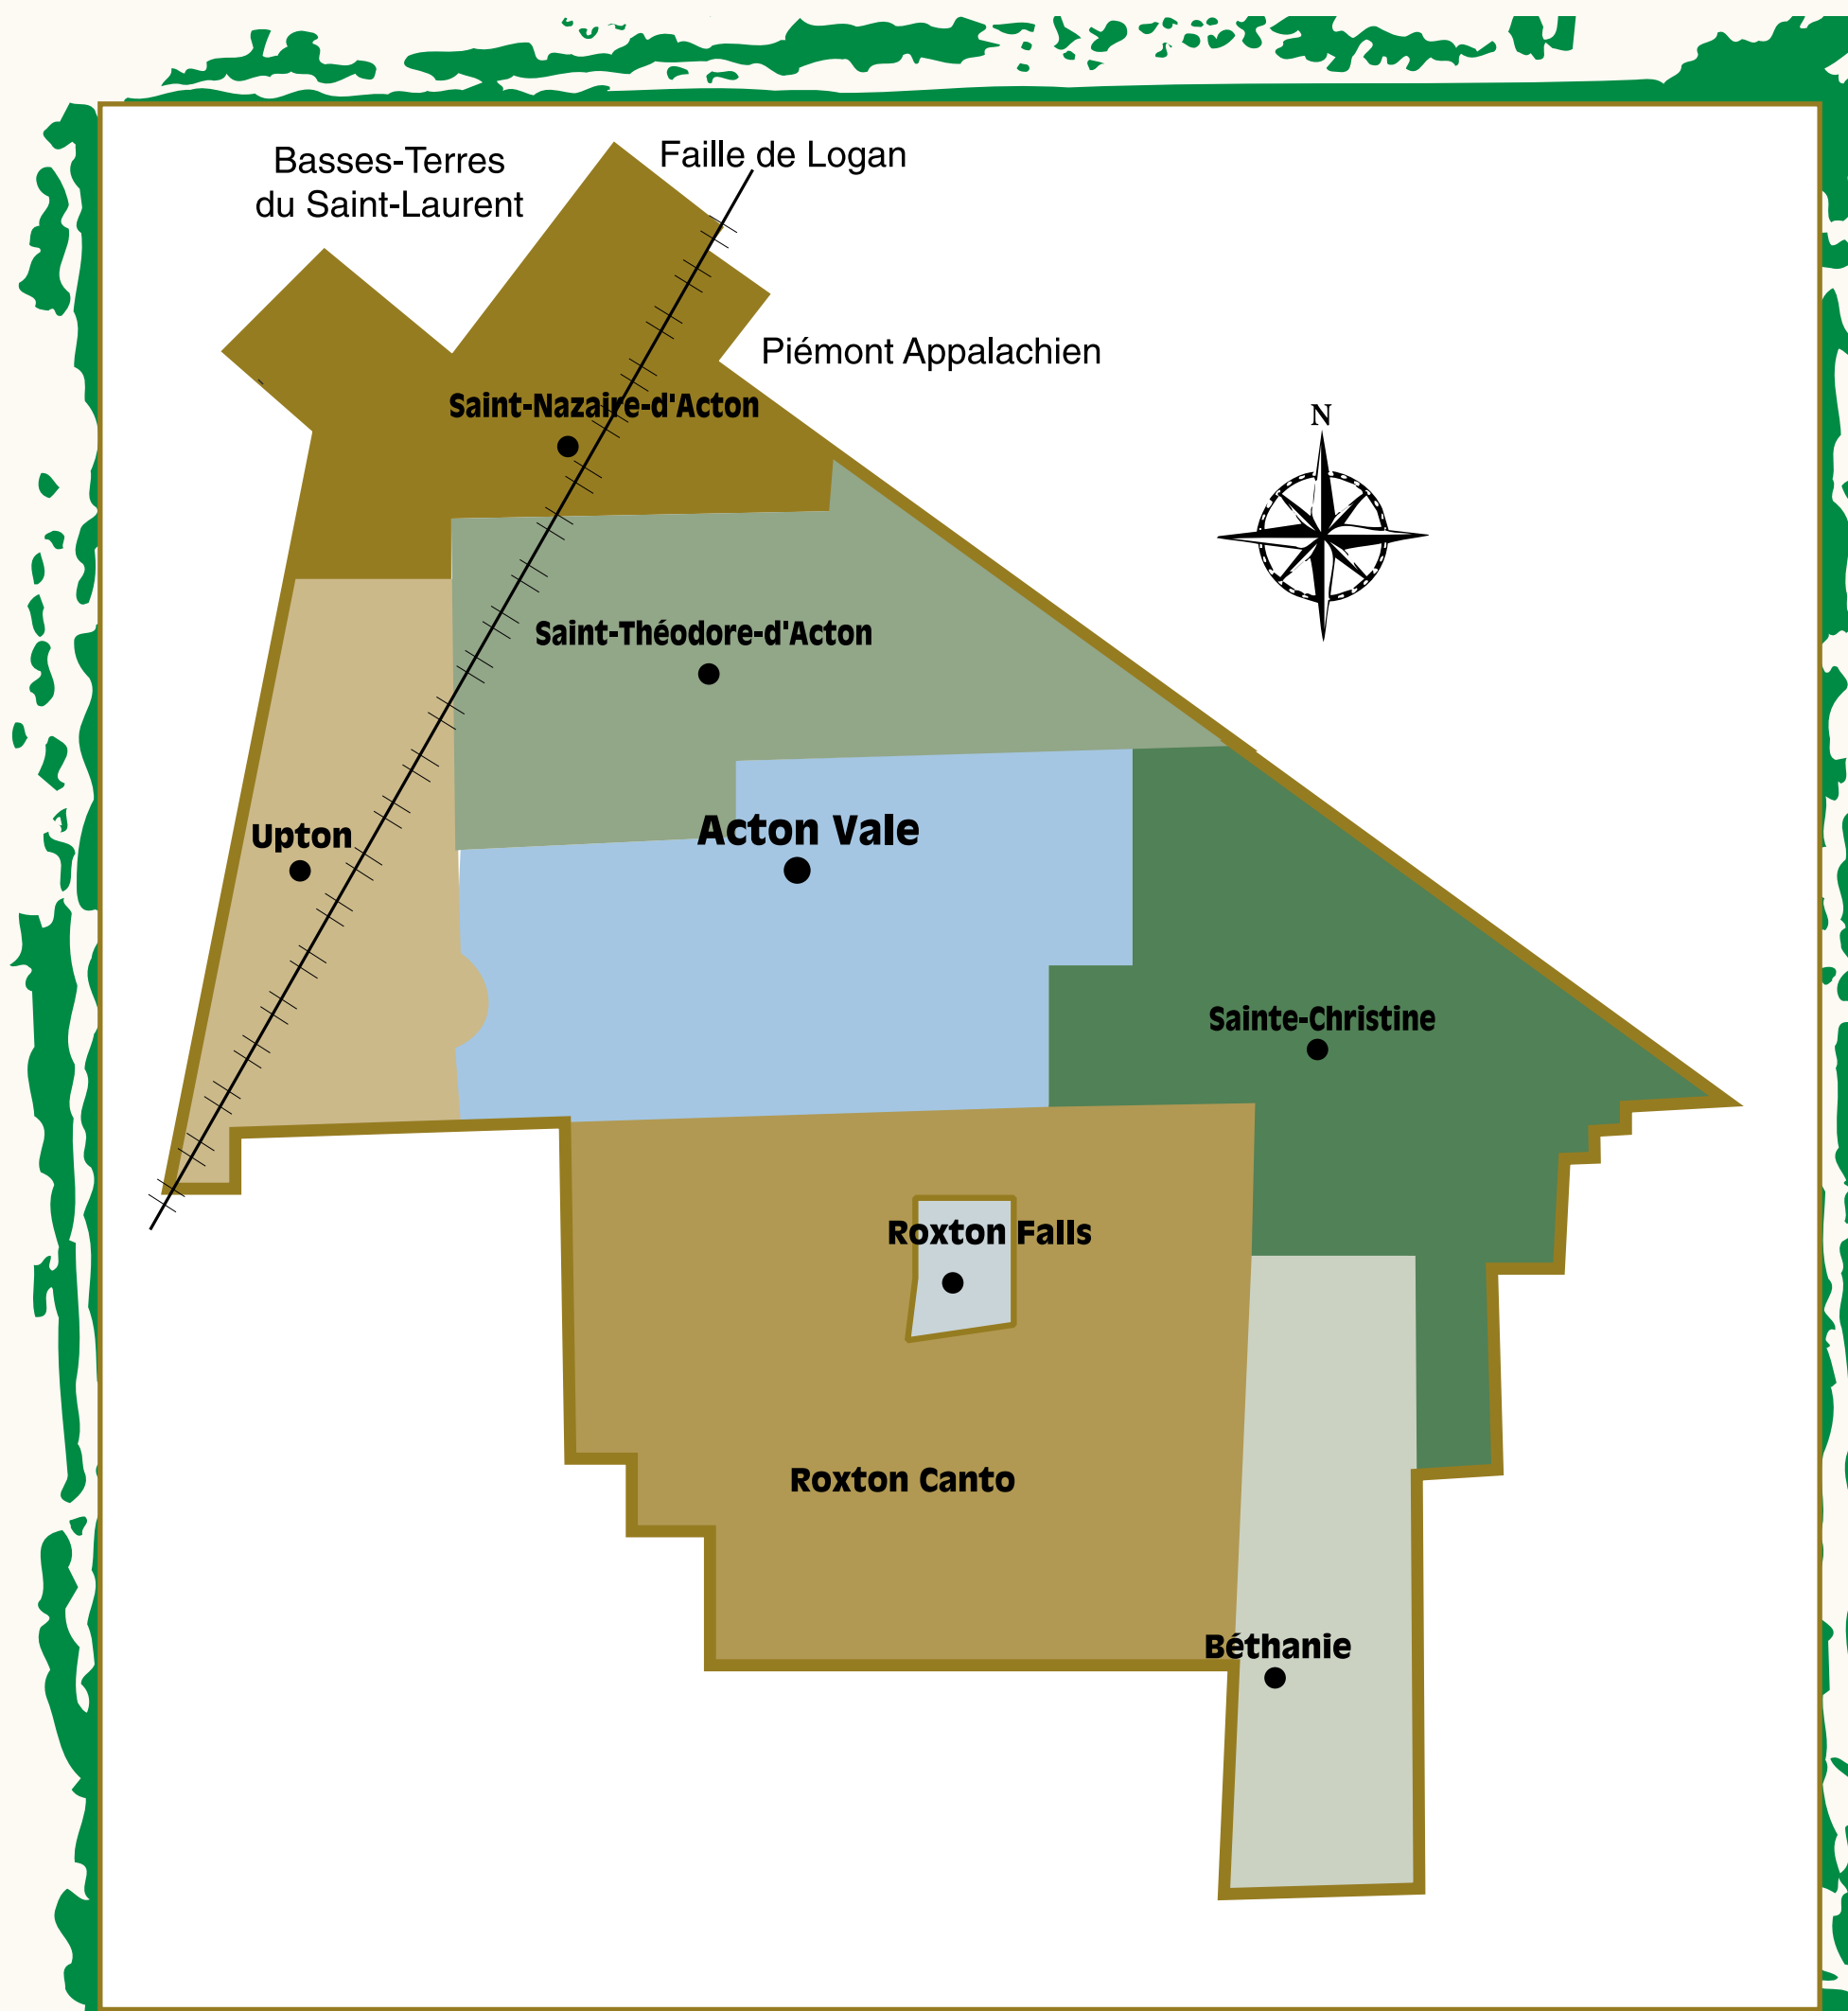 Basses-Terres
du Saint-Laurent
Faille de Logan
Piémont Appalachien
Saint-Nazaire-d'Acton
N
Saint-Théodore-d'Acton
Upton
Acton Vale
Sainte-Christine
Roxton Falls
Roxton Canto
Béthanie